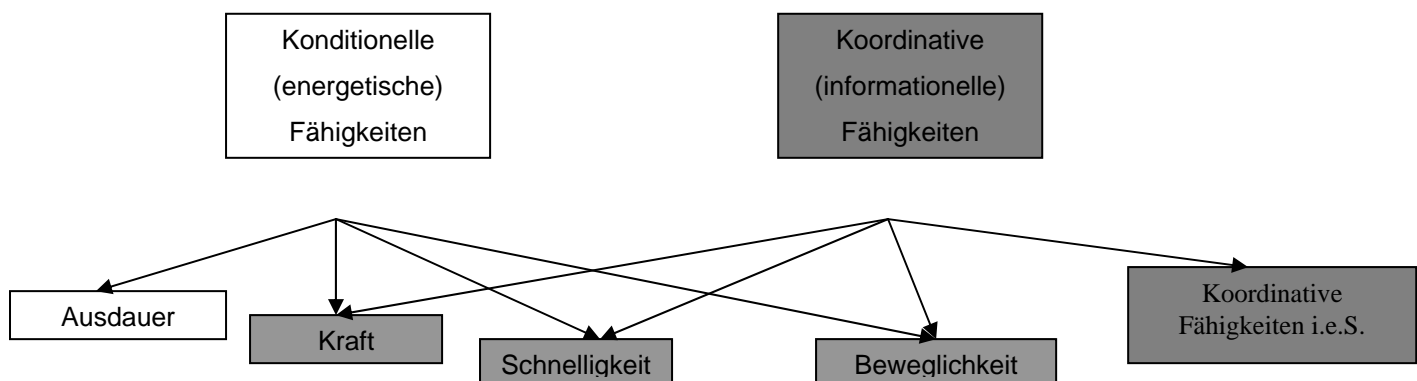 Konditionelle
(energetische)
Fähigkeiten
Koordinative
(informationelle)
Fähigkeiten
Ausdauer
Kraft
Schnelligkeit
Beweglichkeit
Koordinative
Fähigkeiten i.e.S.